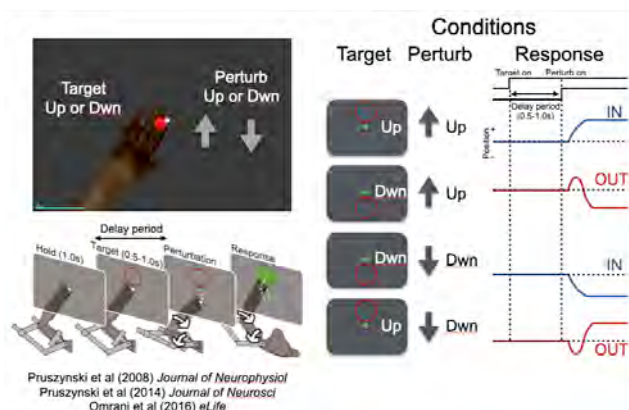 Conditions
Target Perturb Response
Target
Up or Dwn
Perturb
Up or Dwn
Target on Perturb on
Delay period
(0.5-1.0s)
Position +
Up Up IN
Dwn Up OUT
Dwn Dwn IN
Up Dwn OUT
Delay period
Hold (1.0s) Target (0.5-1.0s) Perturbation Response
Pruszynski et al (2008) Journal of Neurophysiol
Pruszynski et al (2014) Journal of Neurosci
Omrani et al (2016) eLife